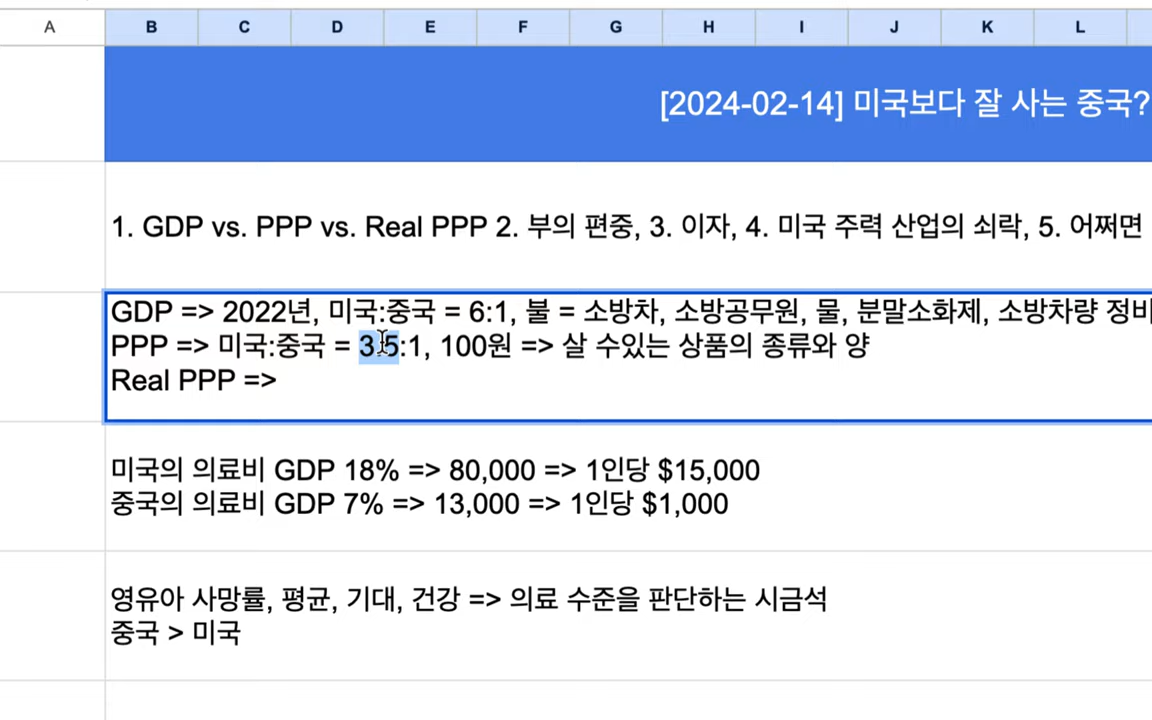 A B C D E F G H I J K L
[2024-02-14] 미국보다 잘 사는 중국?
1. GDP vs. PPP vs. Real PPP 2. 부의 편중, 3. 이자, 4. 미국 주력 산업의 쇠락, 5. 어쩌면
GDP => 2022년, 미국:중국 = 6:1, 불 = 소방차, 소방공무원, 물, 분말소화제, 소방차량 정비
PPP => 미국:중국 = 3.5:1, 100원 => 살 수있는 상품의 종류와 양
Real PPP =>
미국의 의료비 GDP 18% => 80,000 => 1인당 $15,000
중국의 의료비 GDP 7% => 13,000 => 1인당 $1,000
영유아 사망률, 평균, 기대, 건강 => 의료 수준을 판단하는 시금석
중국 > 미국